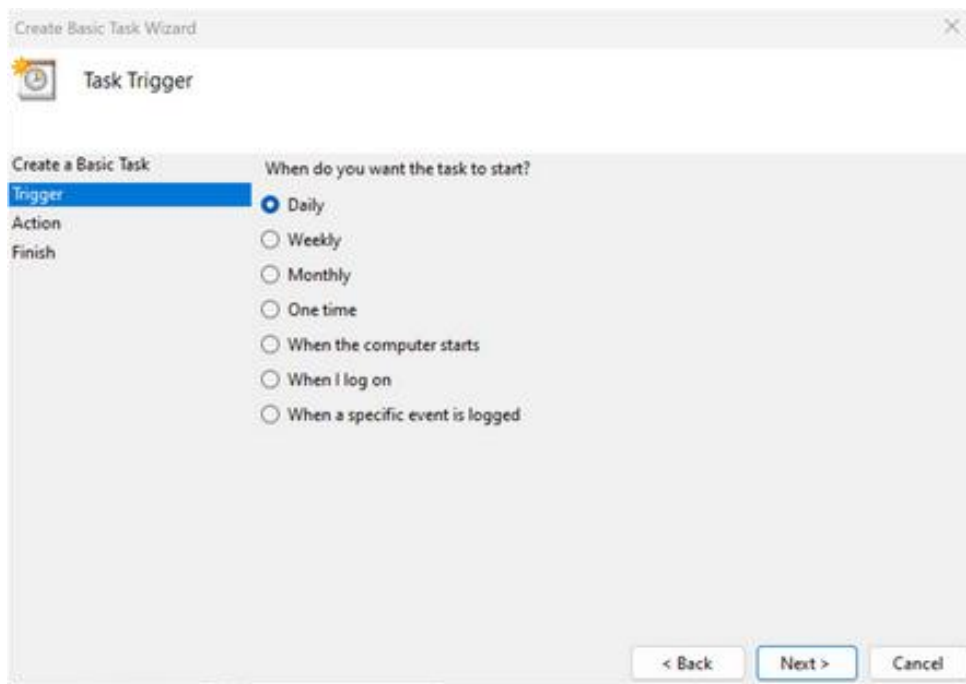 Create Basic Task Wizard
Task Trigger
Create a Basic Task
Trigger
Action
Finish
When do you want the task to start?
Daily
Weekly
Monthly
One time
When the computer starts
When I log on
When a specific event is logged
< Back
Next >
Cancel